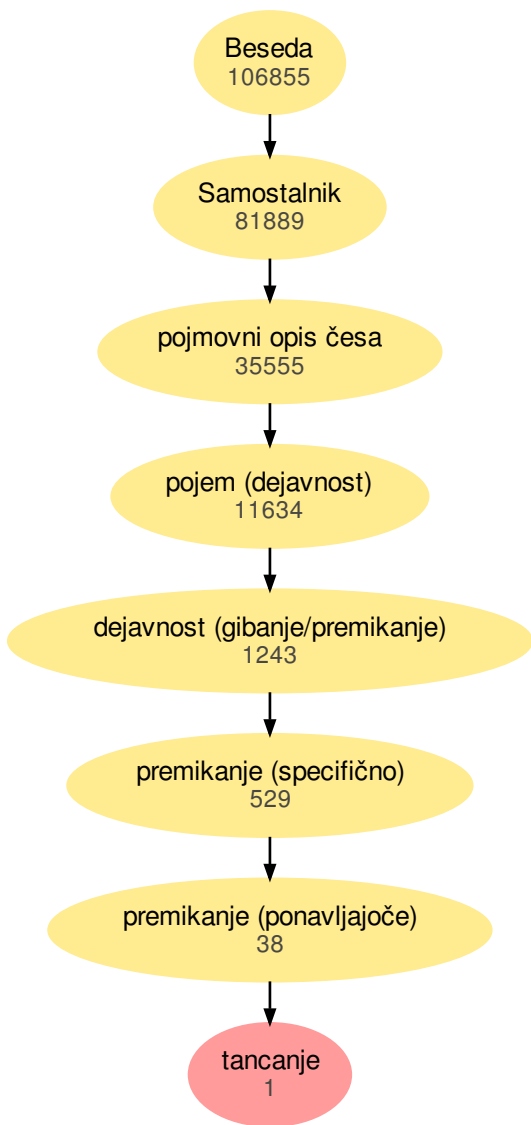 Beseda
106855
Samostalnik
81889
pojmovni opis česa
35555
pojem (dejavnost)
11634
dejavnost (gibanje/premikanje)
1243
premikanje (specifično)
529
premikanje (ponavljajoče)
38
tancanje
1